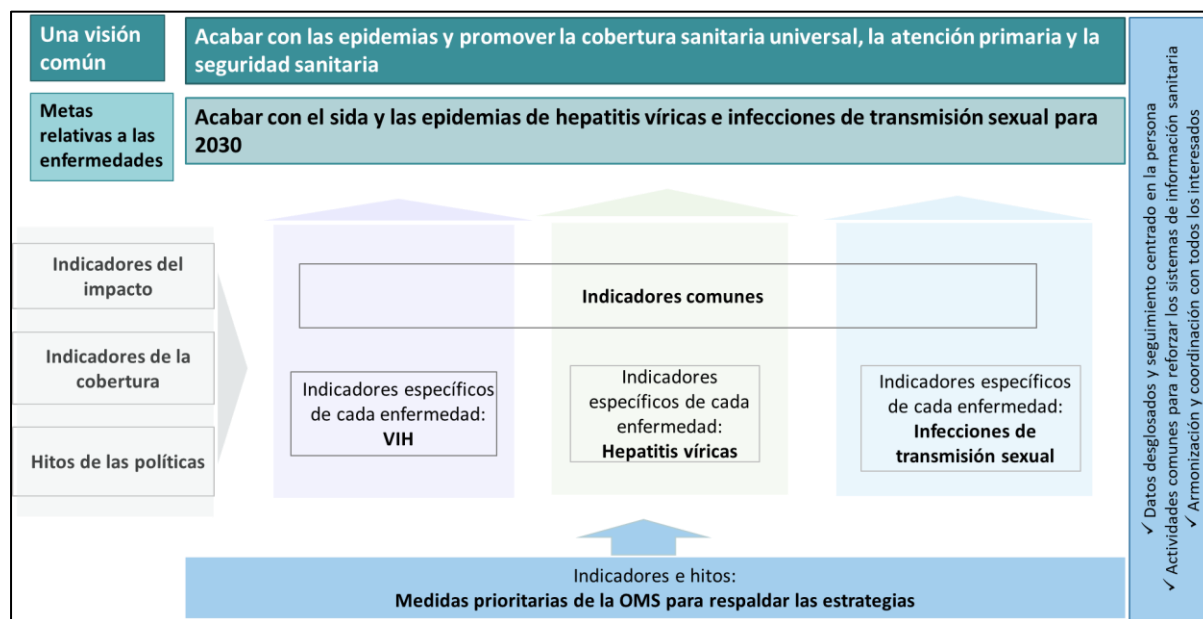 Una visión
común
Acabar con las epidemias y promover la cobertura sanitaria universal, la atención primaria y la
seguridad sanitaria
Metas
relativas a las
enfermedades
Acabar con el sida y las epidemias de hepatitis víricas e infecciones de transmisión sexual para
2030
Indicadores del
impacto
Indicadores de la
cobertura
Hitos de las políticas
Indicadores comunes
Indicadores específicos
de cada enfermedad:
VIH
Indicadores
específicos de cada
enfermedad:
Hepatitis víricas
Indicadores específicos
de cada enfermedad:
Infecciones de
transmisión sexual
Indicadores e hitos:
Medidas prioritarias de la OMS para respaldar las estrategias
✓ Datos desglosados y seguimiento centrado en la persona
✓ Actividades comunes para reforzar los sistemas de información sanitaria
✓ Armonización y coordinación con todos los interesados